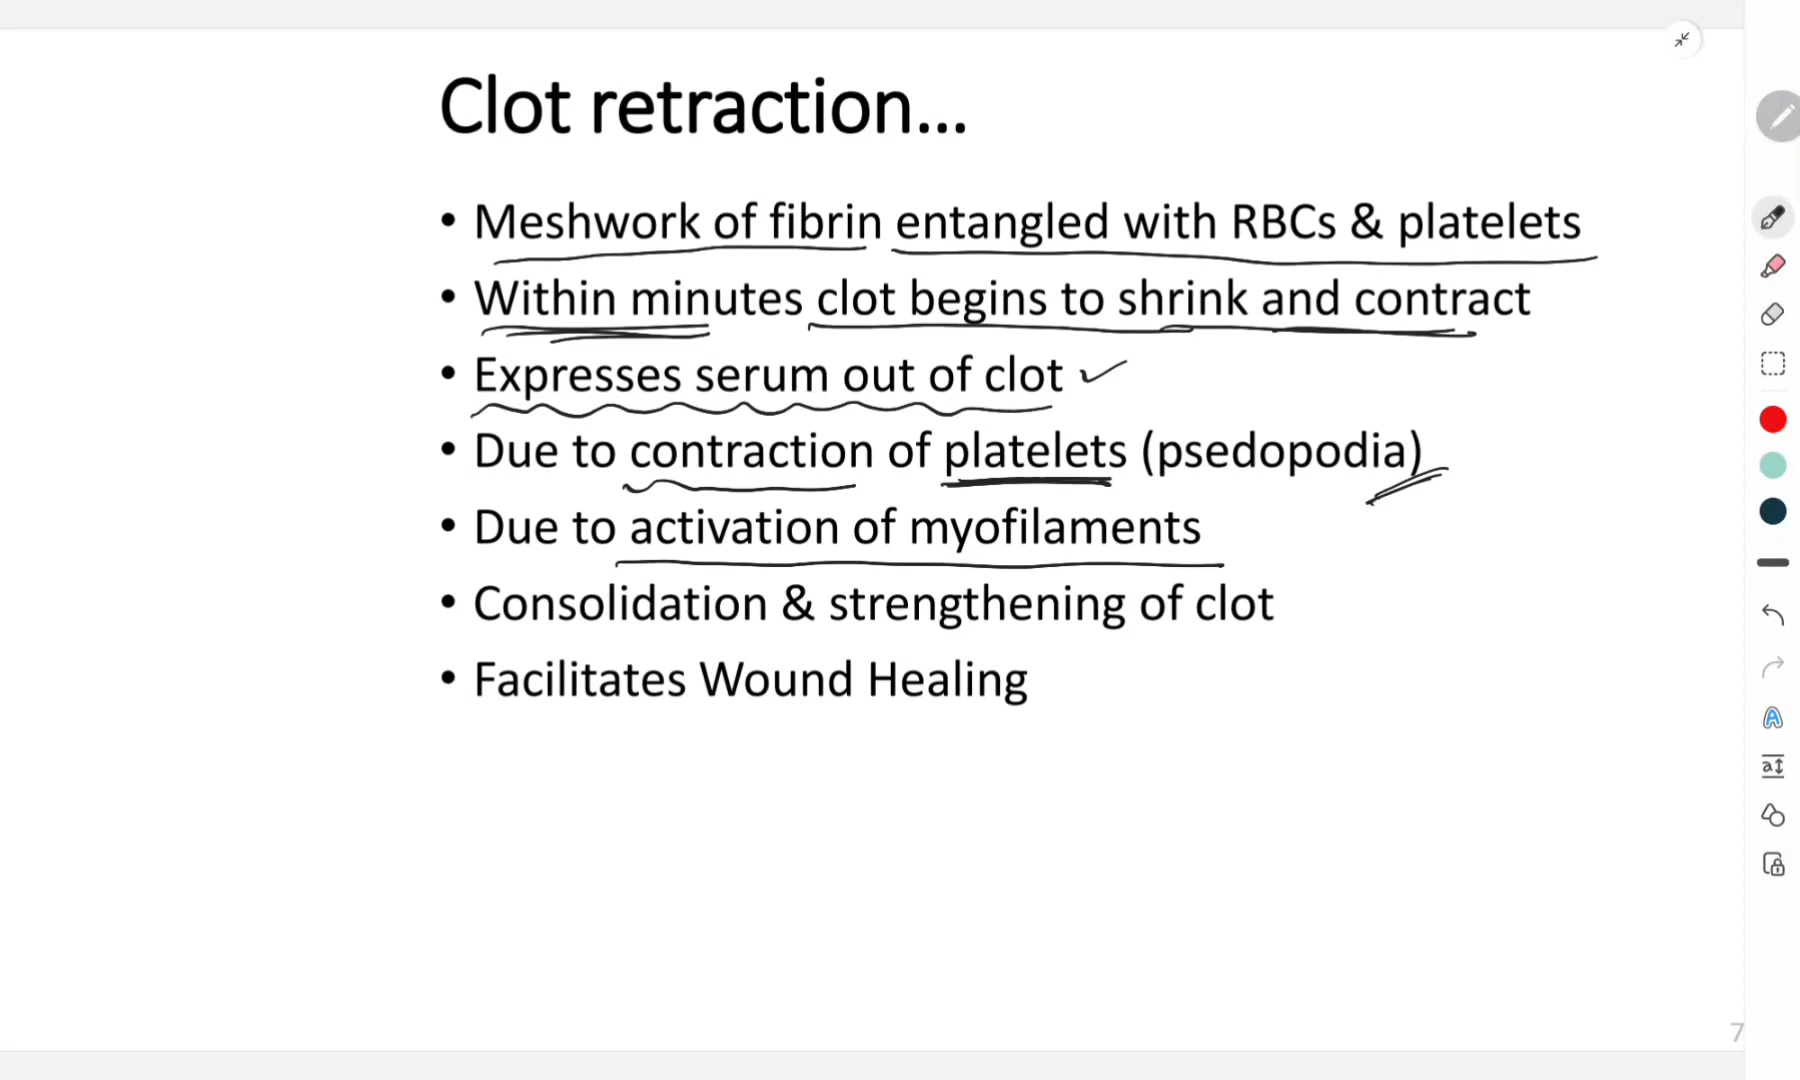 Clot retraction...
• Meshwork of fibrin entangled with RBCs & platelets
• Within minutes clot begins to shrink and contract
• Expresses serum out of clot
• Due to contraction of platelets (psedopodia)
• Due to activation of myofilaments
• Consolidation & strengthening of clot
• Facilitates Wound Healing
7